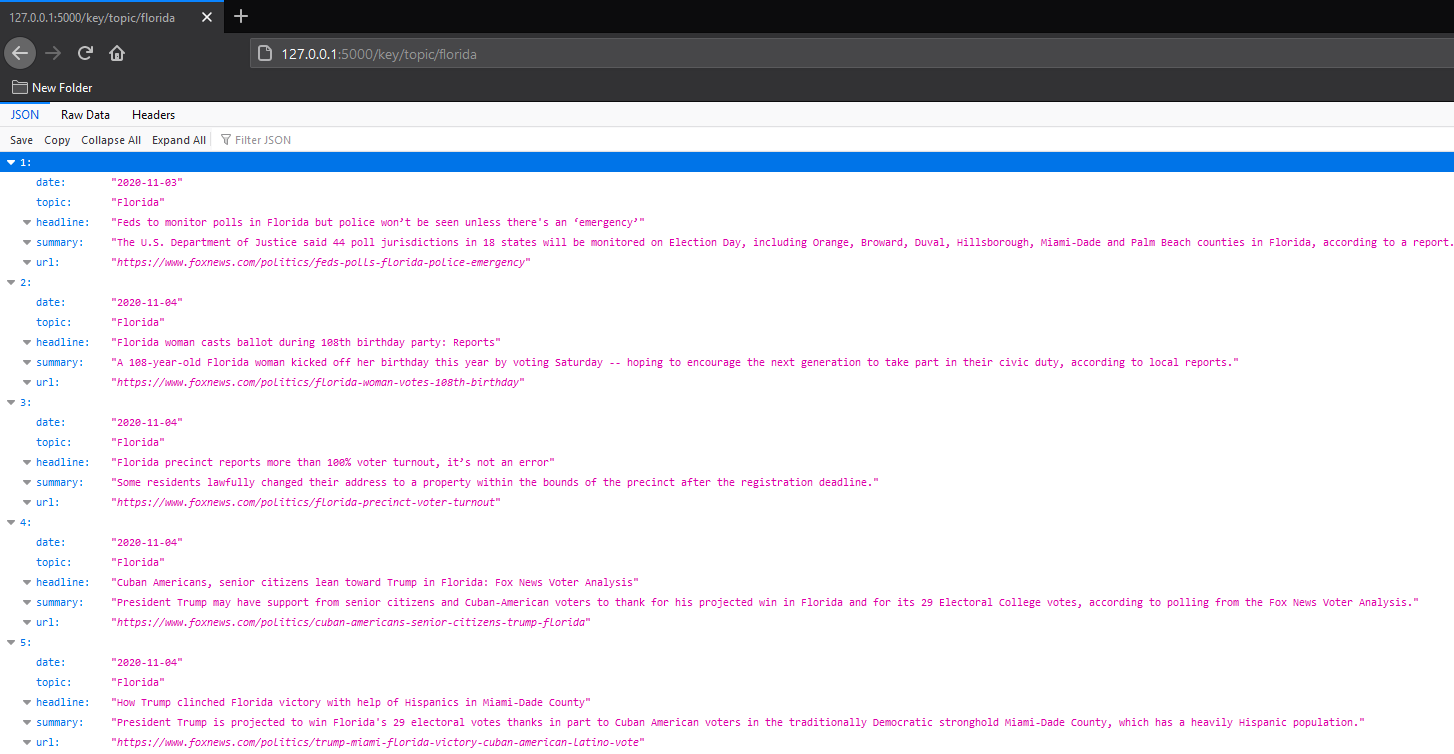 127.0.0.1:5000/key/topic/florida
127.0.0.1:5000/key/topic/florida
New Folder
JSON Raw Data Headers
Save Copy Collapse All Expand All Filter JSON
1:
date: "2020-11-03"
topic: "Florida"
headline: "Feds to monitor polls in Florida but police won’t be seen unless there's an ‘emergency’"
summary: "The U.S. Department of Justice said 44 poll jurisdictions in 18 states will be monitored on Election Day, including Orange, Broward, Duval, Hillsborough, Miami-Dade and Palm Beach counties in Florida, according to a report.
url: "https://www.foxnews.com/politics/feds-polls-florida-police-emergency"
2:
date: "2020-11-04"
topic: "Florida"
headline: "Florida woman casts ballot during 108th birthday party: Reports"
summary: "A 108-year-old Florida woman kicked off her birthday this year by voting Saturday -- hoping to encourage the next generation to take part in their civic duty, according to local reports."
url: "https://www.foxnews.com/politics/florida-woman-votes-108th-birthday"
3:
date: "2020-11-04"
topic: "Florida"
headline: "Florida precinct reports more than 100% voter turnout, it’s not an error"
summary: "Some residents lawfully changed their address to a property within the bounds of the precinct after the registration deadline."
url: "https://www.foxnews.com/politics/florida-precinct-voter-turnout"
4:
date: "2020-11-04"
topic: "Florida"
headline: "Cuban Americans, senior citizens lean toward Trump in Florida: Fox News Voter Analysis"
summary: "President Trump may have support from senior citizens and Cuban-American voters to thank for his projected win in Florida and for its 29 Electoral College votes, according to polling from the Fox News Voter Analysis."
url: "https://www.foxnews.com/politics/cuban-americans-senior-citizens-trump-florida"
5:
date: "2020-11-04"
topic: "Florida"
headline: "How Trump clinched Florida victory with help of Hispanics in Miami-Dade County"
summary: "President Trump is projected to win Florida's 29 electoral votes thanks in part to Cuban American voters in the traditionally Democratic stronghold Miami-Dade County, which has a heavily Hispanic population."
url: "https://www.foxnews.com/politics/trump-miami-florida-victory-cuban-american-latino-vote"